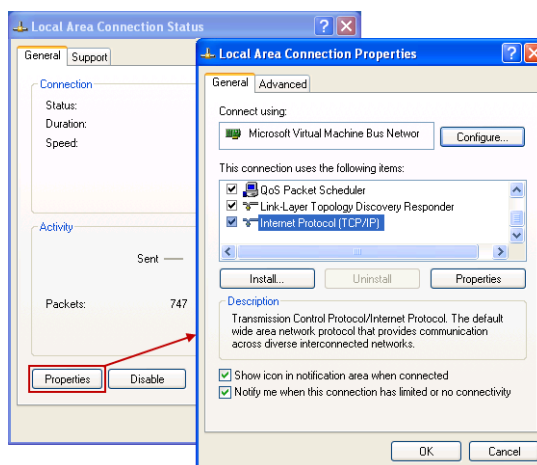 Local Area Connection Status
General Support
Connection
Status:
Duration:
Speed:
Activity
Sent
Packets: 747
Properties Disable
Local Area Connection Properties
General Advanced
Connect using:
Microsoft Virtual Machine Bus Networ Configure...
This connection uses the following items:
QoS Packet Scheduler
Link-Layer Topology Discovery Responder
Internet Protocol (TCP/IP)
Install... Uninstall Properties
Description
Transmission Control Protocol/Internet Protocol. The default
wide area network protocol that provides communication
across diverse interconnected networks.
Show icon in notification area when connected
Notify me when this connection has limited or no connectivity
OK Cancel